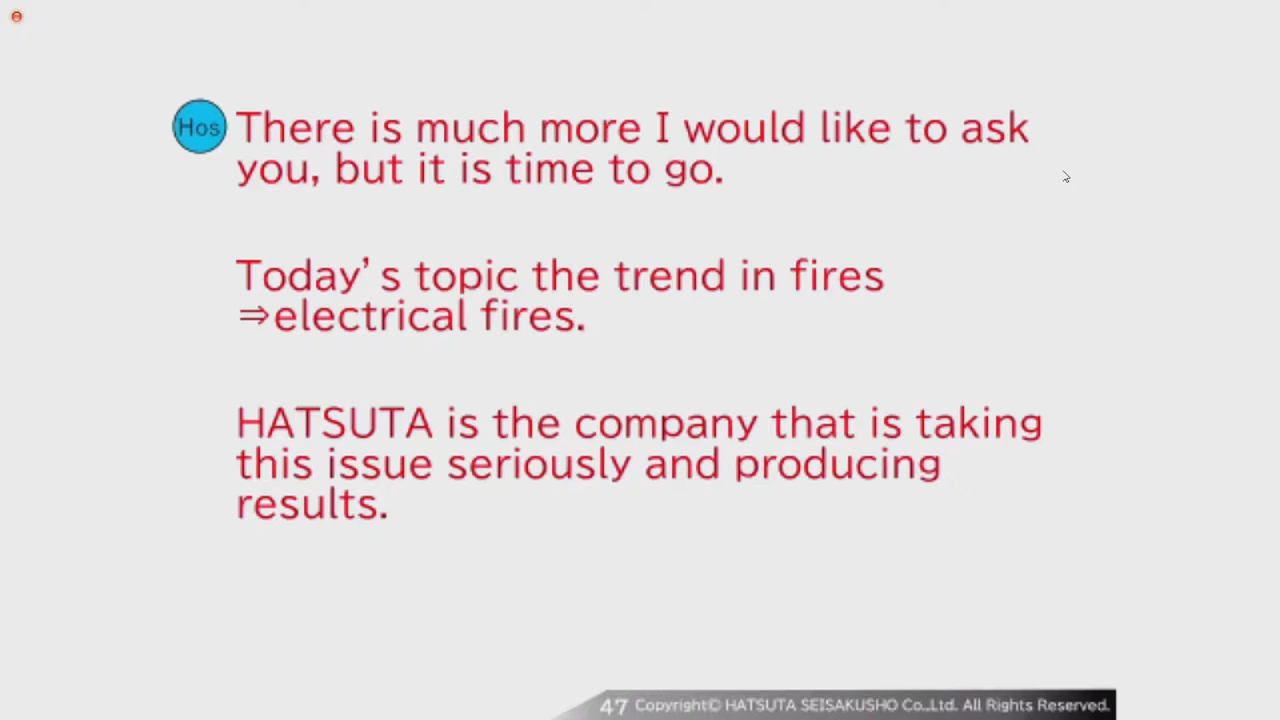 Hos
There is much more I would like to ask
you, but it is time to go.
Today’s topic the trend in fires
⇒electrical fires.
HATSUTA is the company that is taking
this issue seriously and producing
results.
47 Copyright© HATSUTA SEISAKUSHO Co.,Ltd. All Rights Reserved.